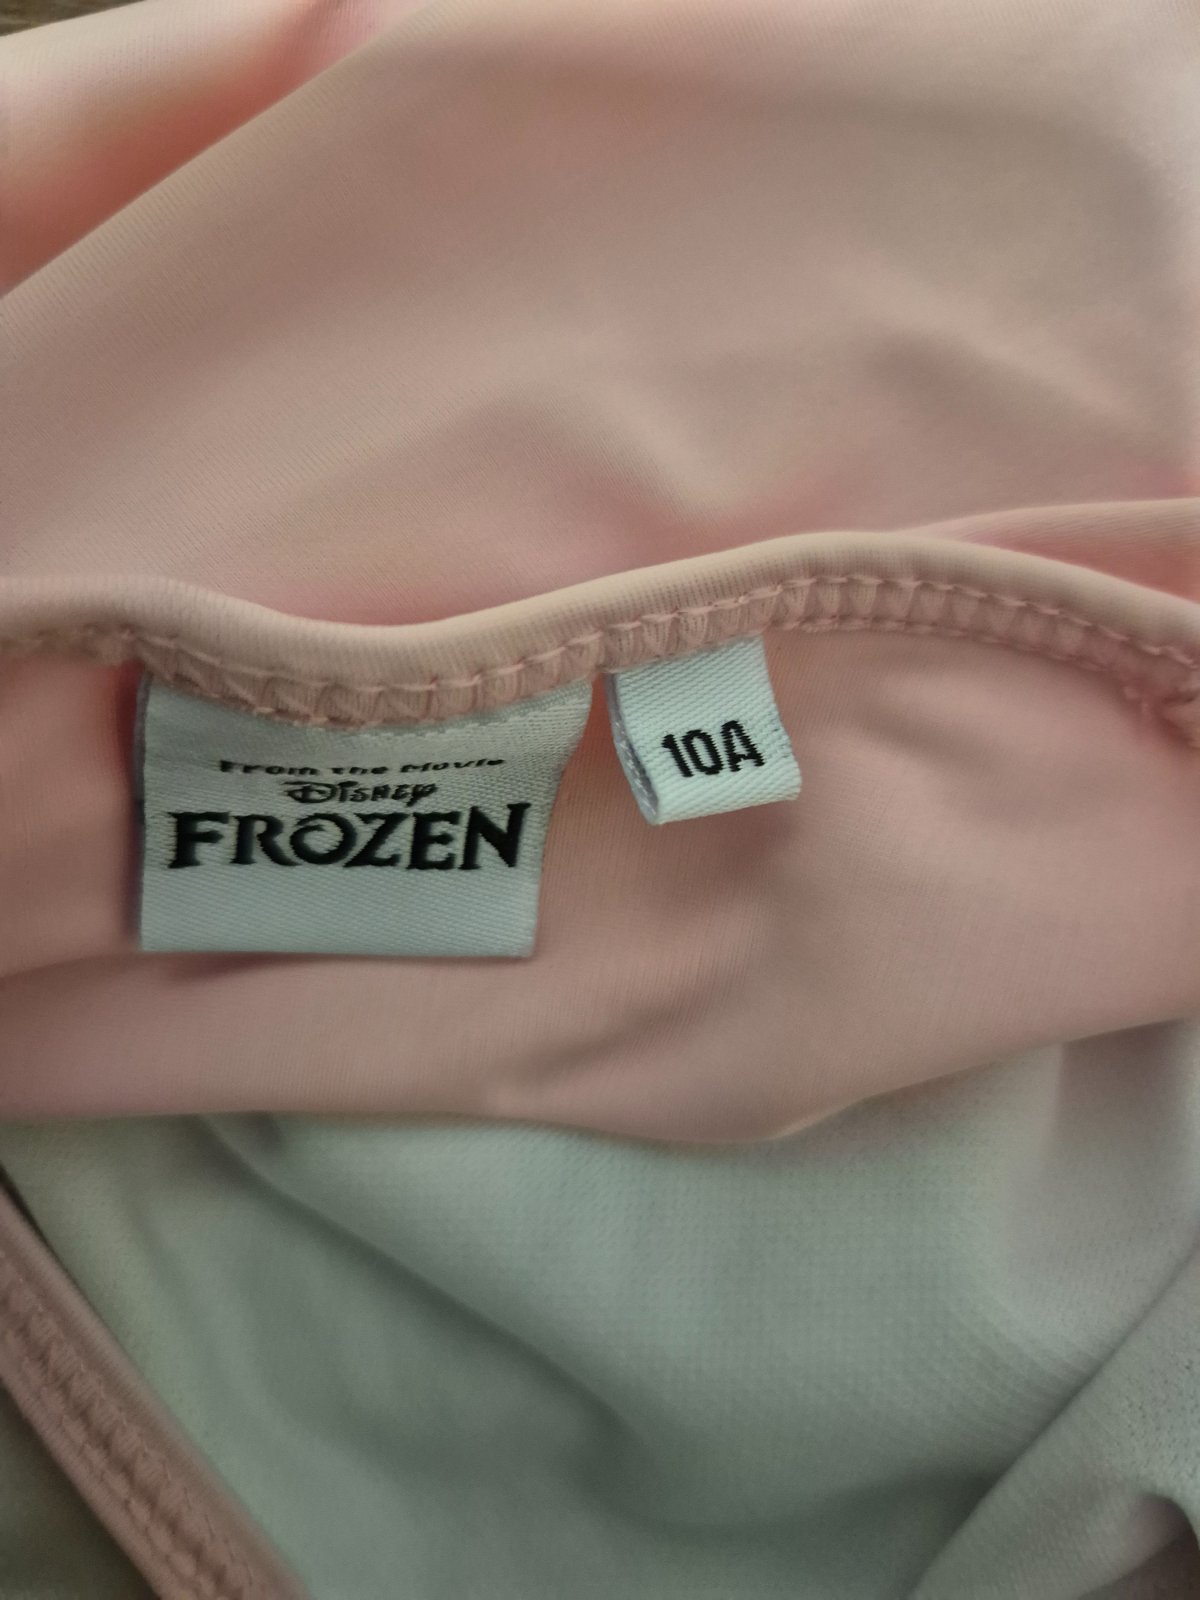 From the Movie
Disney
FROZEN
10A